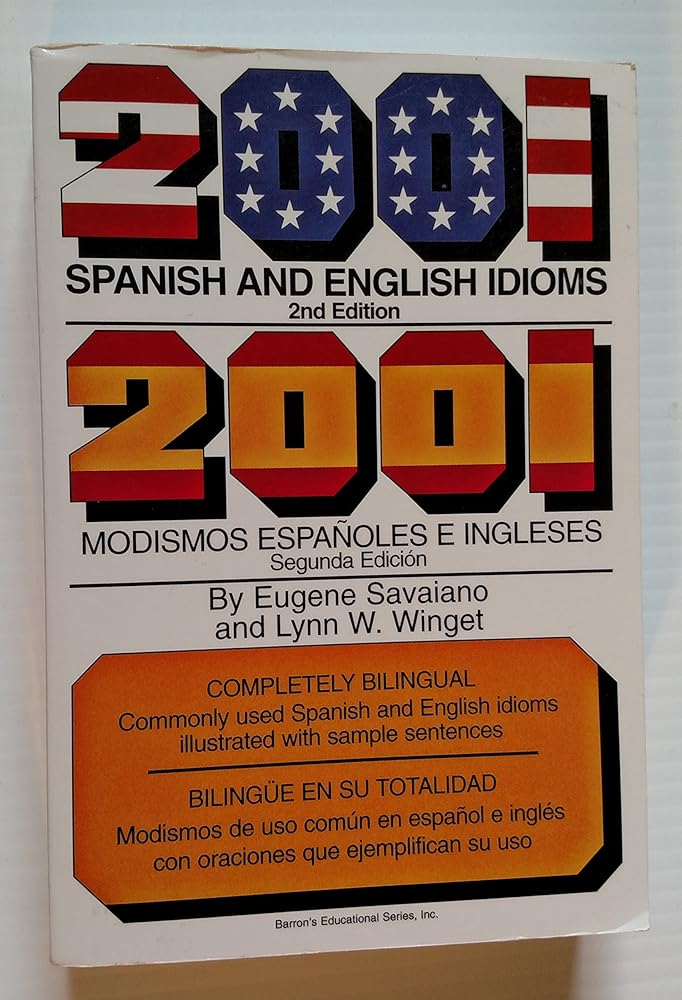 2001
SPANISH AND ENGLISH IDIOMS
2nd Edition
2001
MODISMOS ESPAÑOLES E INGLESES
Segunda Edición
By Eugene Savaiano
and Lynn W. Winget
COMPLETELY BILINGUAL
Commonly used Spanish and English idioms
illustrated with sample sentences
BILINGÜE EN SU TOTALIDAD
Modismos de uso común en español e inglés
con oraciones que ejemplifican su uso
Barron's Educational Series, Inc.